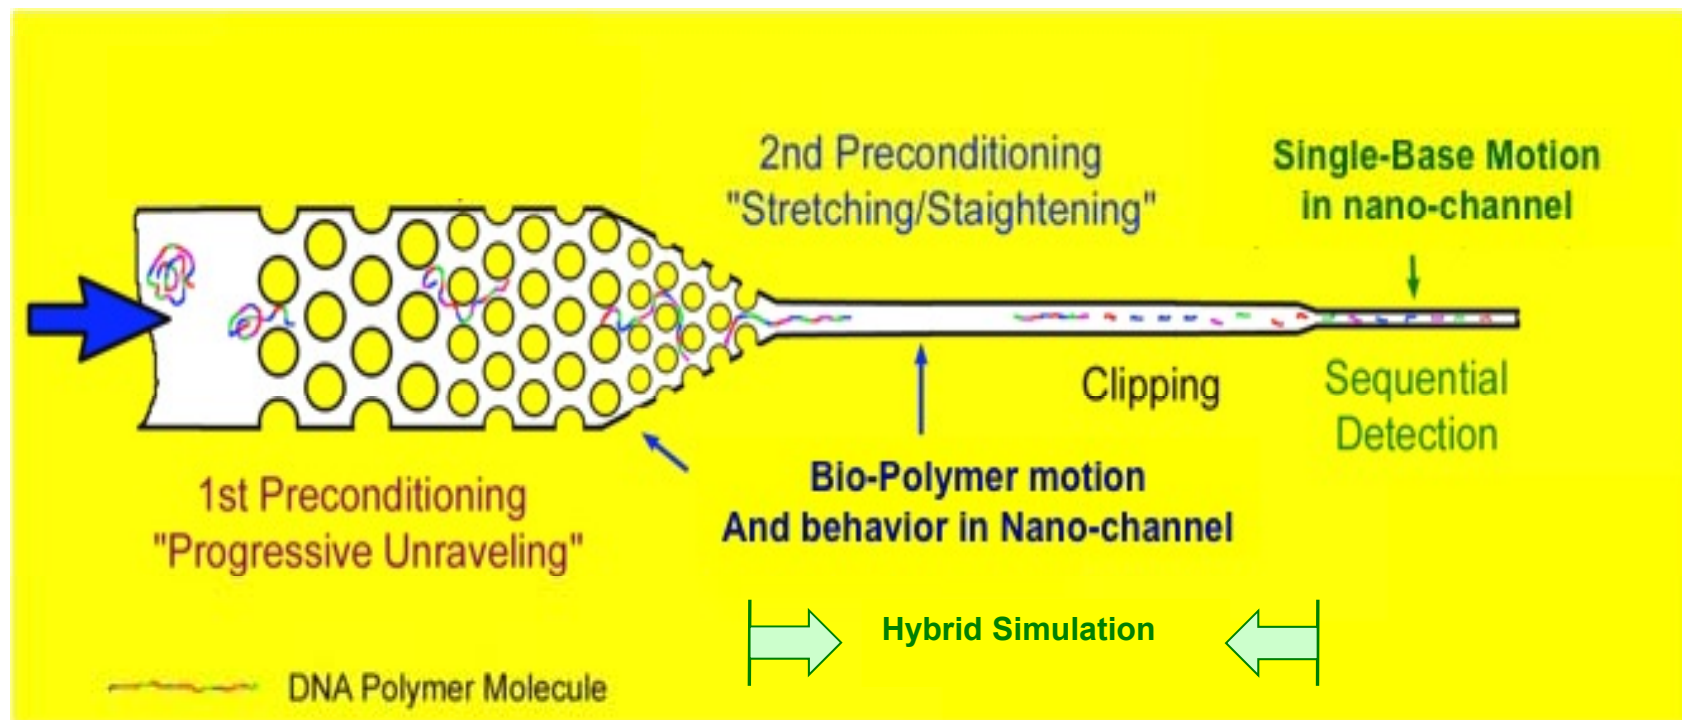 2nd Preconditioning
"Stretching/Staightening"
Single-Base Motion
in nano-channel
Clipping
Sequential
Detection
1st Preconditioning
"Progressive Unraveling"
Bio-Polymer motion
And behavior in Nano-channel
Hybrid Simulation
DNA Polymer Molecule